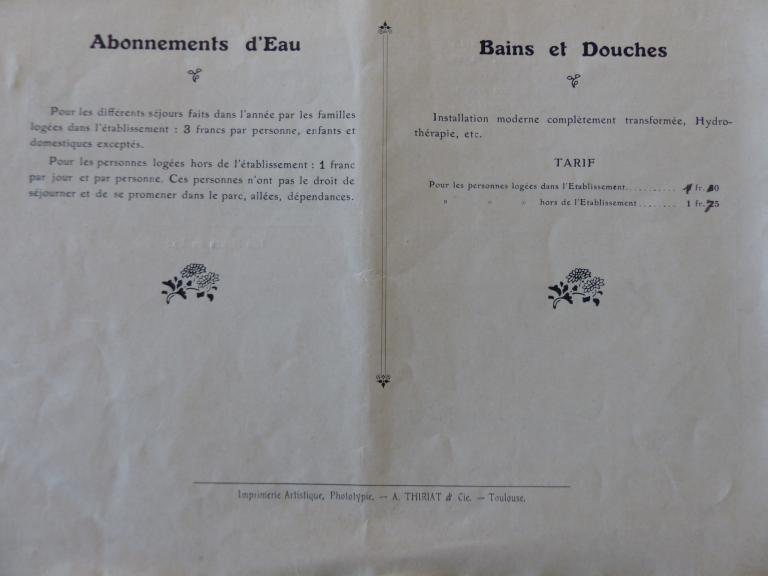 Abonnements d'Eau
Pour les différents séjours faits dans l'année par les familles
logées dans l'établissement : 3 francs par personne, enfants et
domestiques exceptés.
Pour les personnes logées hors de l'établissement : 1 franc
par jour et par personne. Ces personnes n'ont pas le droit de
séjourner et de se promener dans le parc, allées, dépendances.
Bains et Douches
Installation moderne complètement transformée, Hydro-
thérapie, etc.
TARIF
Pour les personnes logées dans l'Etablissement........... fr.
» » » hors de l'Etablissement........ 1 fr. 75
Imprimerie Artistique, Phototypie. — A. THIRIAT & Cie. — Toulouse.